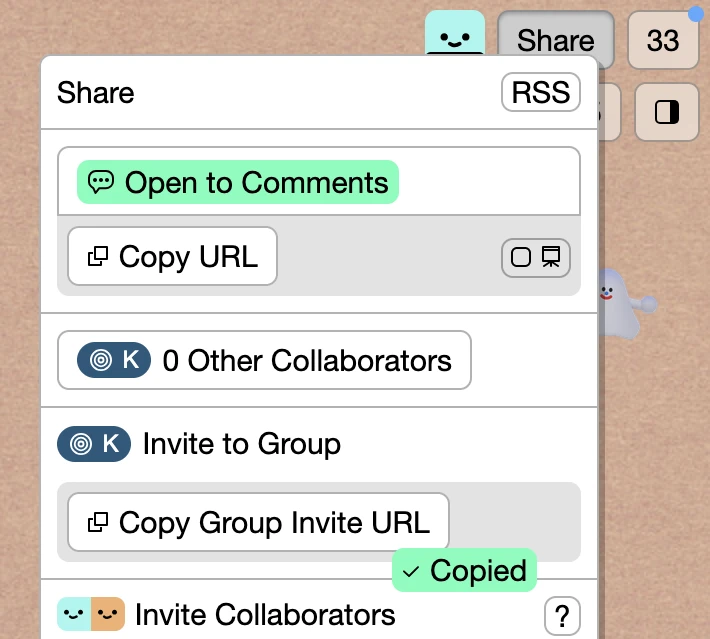 Share
33
Share
RSS
Open to Comments
Copy URL
K
0 Other Collaborators
K
Invite to Group
Copy Group Invite URL
Copied
Invite Collaborators
?